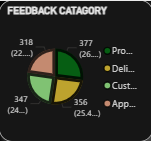 FEEDBACK CATAGORY
318
(22....)
377
(26....)
Pro...
Deli...
Cust...
App...
347
(24....)
356
(25.4...)